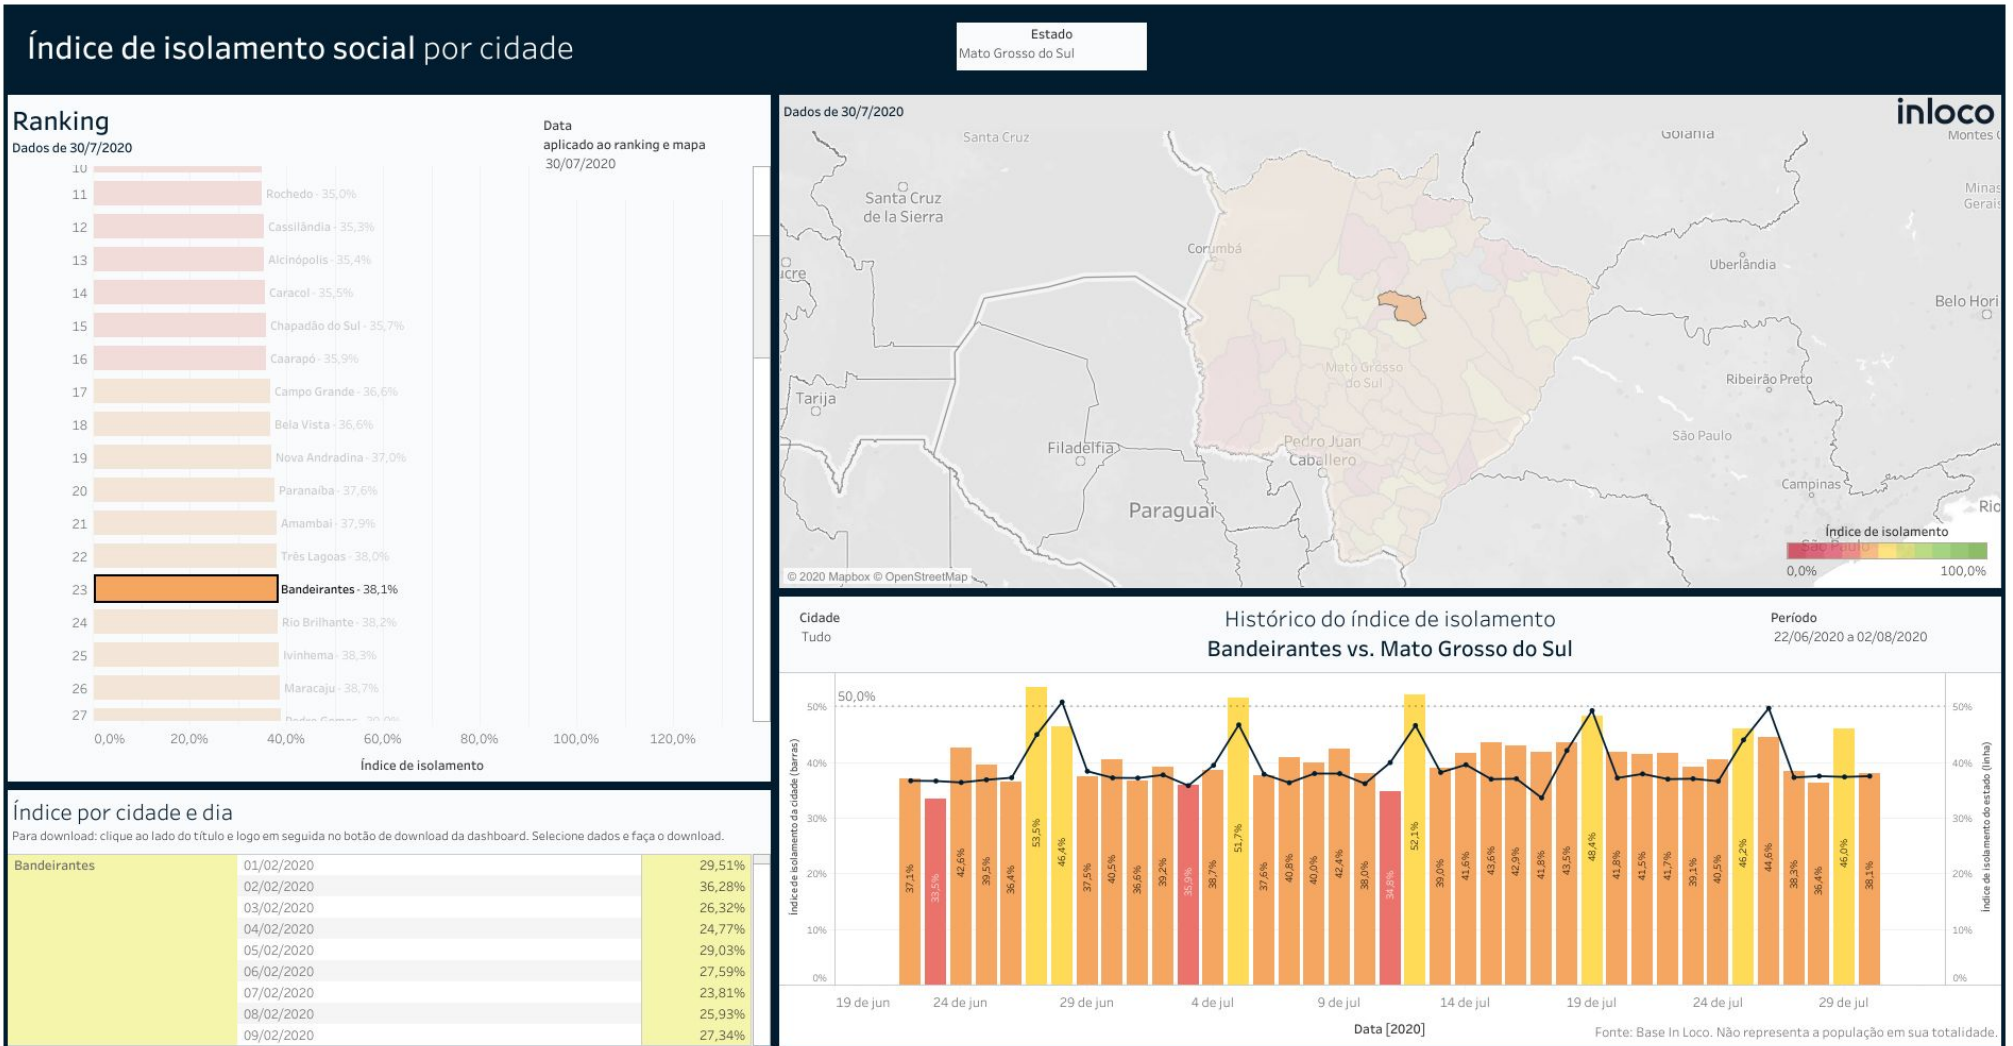 Índice de isolamento social por cidade
Estado
Mato Grosso do Sul
Ranking
Dados de 30/7/2020
Data
aplicado ao ranking e mapa
30/07/2020
10
11 Rochedo - 35,0%
12 Cassilândia - 35,3%
13 Alcinópolis - 35,4%
14 Caracol - 35,5%
15 Chapadão do Sul - 35,7%
16 Caarapó - 35,9%
17 Campo Grande - 36,6%
18 Bela Vista - 36,6%
19 Nova Andradina - 37,0%
20 Paranaíba - 37,6%
21 Amambai - 37,9%
22 Três Lagoas - 38,0%
23 Bandeirantes - 38,1%
24 Rio Brilhante - 38,2%
25 Ivinhema - 38,3%
26 Maracaju - 38,7%
27
0,0% 20,0% 40,0% 60,0% 80,0% 100,0% 120,0%
Índice de isolamento
Índice por cidade e dia
Para download: clique ao lado do título e logo em seguida no botão de download da dashboard. Selecione dados e faça o download.
Bandeirantes 01/02/2020 29,51%
02/02/2020 36,28%
03/02/2020 26,32%
04/02/2020 24,77%
05/02/2020 29,03%
06/02/2020 27,59%
07/02/2020 23,81%
08/02/2020 25,93%
09/02/2020 27,34%
Dados de 30/7/2020
inloco
Santa Cruz
Goiânia
Montes
Santa Cruz
de la Sierra
Minas
Gerais
Corumbá
ucre
Uberlândia
Belo Hori
Mato Grosso
do Sul
Tarija
Ribeirão Preto
Filadélfia
Pedro Juan
Caballero
São Paulo
Campinas
Paraguai
Rio
Índice de isolamento
São Paulo
0,0% 100,0%
© 2020 Mapbox © OpenStreetMap
Cidade
Tudo
Histórico do índice de isolamento
Bandeirantes vs. Mato Grosso do Sul
Período
22/06/2020 a 02/08/2020
Índice de isolamento da cidade (barras)
50%
40%
30%
20%
10%
0%
50,0%
37,1%
33,5%
42,6%
39,5%
36,4%
53,5%
46,4%
37,5%
40,5%
36,6%
39,2%
35,9%
38,7%
51,7%
37,6%
40,8%
40,0%
42,4%
38,0%
34,8%
52,1%
39,0%
41,6%
43,6%
42,9%
41,8%
43,5%
48,4%
41,8%
41,5%
41,7%
39,1%
40,5%
46,2%
44,6%
38,3%
36,4%
46,0%
38,1%
50%
40%
30%
20%
10%
0%
Índice de isolamento do estado (linha)
19 de jun 24 de jun 29 de jun 4 de jul 9 de jul 14 de jul 19 de jul 24 de jul 29 de jul
Data [2020]
Fonte: Base In Loco. Não representa a população em sua totalidade.